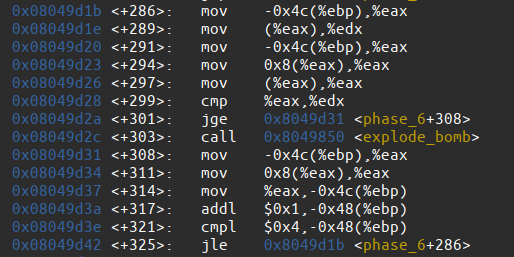 0x08049d1b <+286>: mov -0x4c(%ebp),%eax
0x08049d1e <+289>: mov (%eax),%edx
0x08049d20 <+291>: mov -0x4c(%ebp),%eax
0x08049d23 <+294>: mov 0x8(%eax),%eax
0x08049d26 <+297>: mov (%eax),%eax
0x08049d28 <+299>: cmp %eax,%edx
0x08049d2a <+301>: jge 0x8049d31 <phase_6+308>
0x08049d2c <+303>: call 0x8049850 <explode_bomb>
0x08049d31 <+308>: mov -0x4c(%ebp),%eax
0x08049d34 <+311>: mov 0x8(%eax),%eax
0x08049d37 <+314>: mov %eax,-0x4c(%ebp)
0x08049d3a <+317>: addl $0x1,-0x48(%ebp)
0x08049d3e <+321>: cmpl $0x4,-0x48(%ebp)
0x08049d42 <+325>: jle 0x8049d1b <phase_6+286>